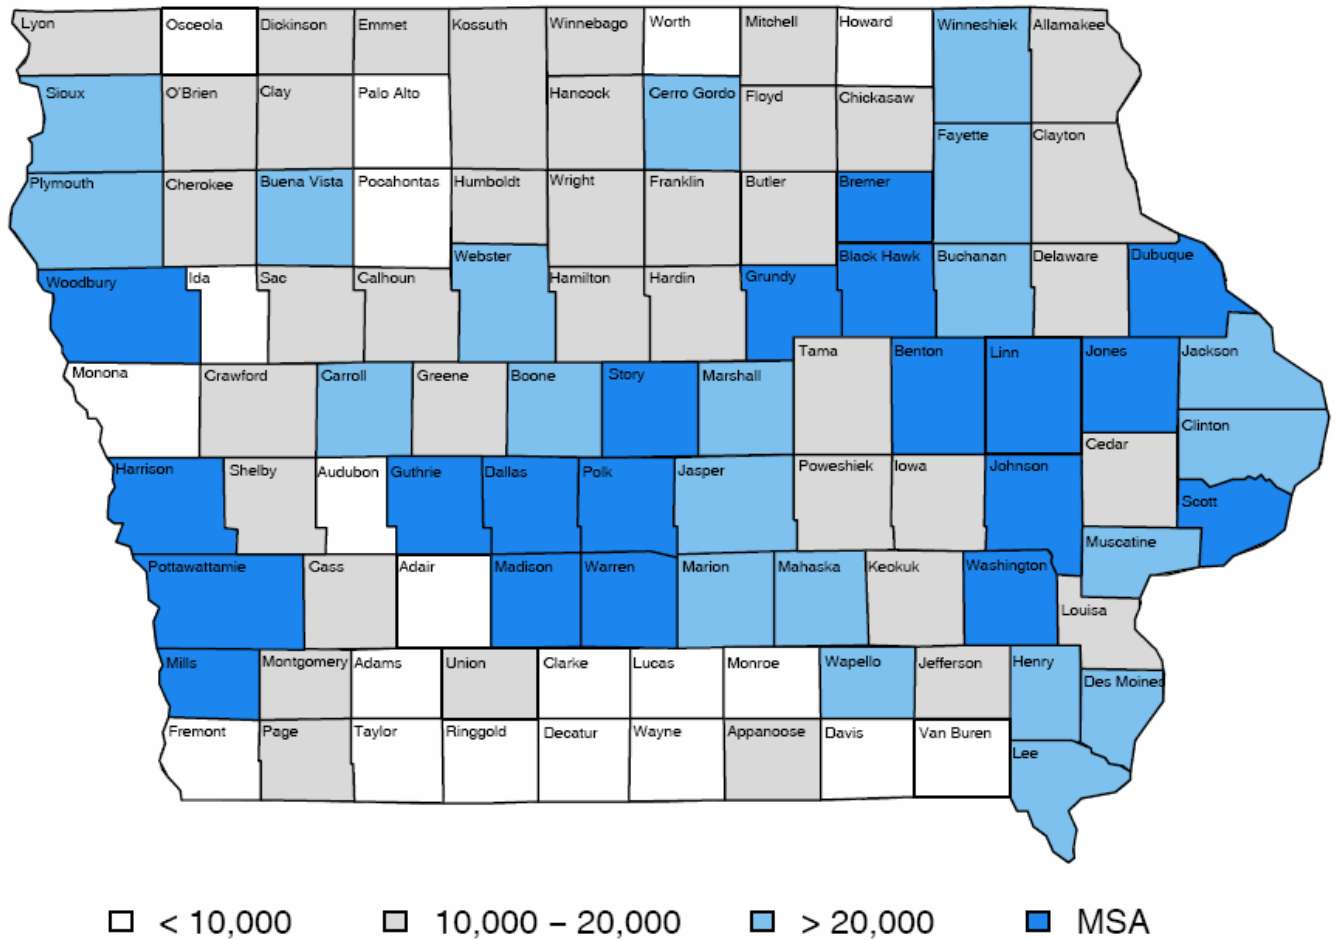 Lyon Osceola Dickinson Emmet Kossuth Winnebago Worth Mitchell Howard Winneshiek Allamakee
Sioux O'Brien Clay Palo Alto Hancock Cerro Gordo Floyd Chickasaw
Fayette Clayton
Plymouth Cherokee Buena Vista Pocahontas Humboldt Wright Franklin Butler Bremer
Webster Black Hawk Buchanan Delaware Dubuque
Woodbury Ida Sac Calhoun Hamilton Hardin Grundy
Tama Benton Linn Jones Jackson
Monona Crawford Carroll Greene Boone Story Marshall
Clinton
Cedar
Harrison Shelby Audubon Guthrie Dallas Polk Jasper Poweshiek Iowa Johnson
Scott
Muscatine
Pottawattamie Cass Adair Madison Warren Marion Mahaska Keokuk Washington
Louisa
Mills Montgomery Adams Union Clarke Lucas Monroe Wapello Jefferson Henry
Des Moines
Fremont Page Taylor Ringgold Decatur Wayne Appanoose Davis Van Buren
Lee
< 10,000 10,000 – 20,000 > 20,000 MSA